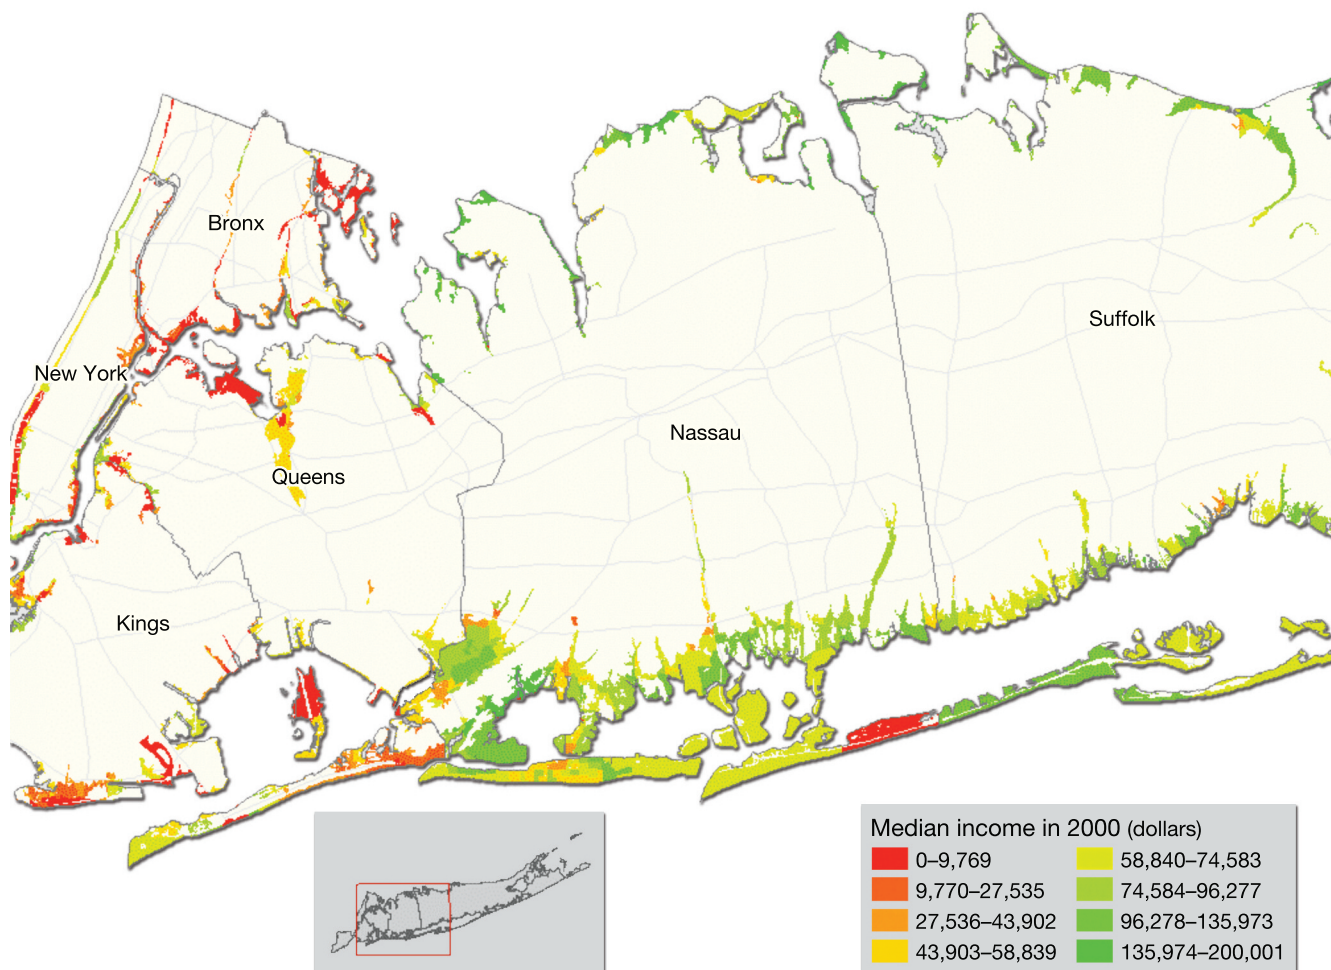 Bronx
New York
Suffolk
Nassau
Queens
Kings
Median income in 2000 (dollars)
0–9,769
9,770–27,535
27,536–43,902
43,903–58,839
58,840–74,583
74,584–96,277
96,278–135,973
135,974–200,001